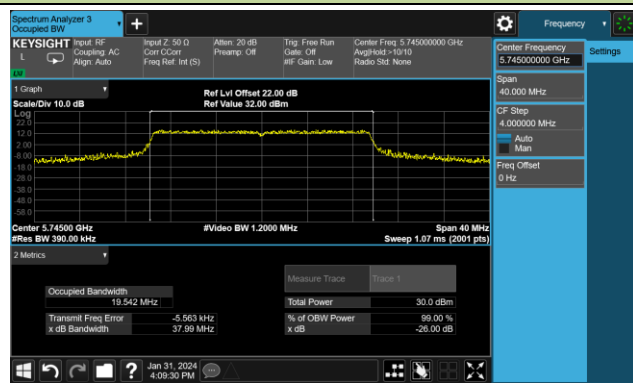 Spectrum Analyzer 3
Occupied BW
Frequency
KEYSIGHT
L
Input: RF
Coupling: AC
Align: Auto
Input Z: 50 Ω
Corr CCorr
Freq Ref: Int (S)
Atten: 20 dB
Preamp: Off
Trig: Free Run
Gate: Off
#IF Gain: Low
Center Freq: 5.745000000 GHz
Avg|Hold:>10/10
Radio Std: None
Center Frequency
5.745000000 GHz
Settings
Span
40.000 MHz
CF Step
4.000000 MHz
Auto
Man
Freq Offset
0 Hz
1 Graph
Scale/Div 10.0 dB
Ref Lvl Offset 22.00 dB
Ref Value 32.00 dBm
Log
22.0
12.0
2.00
-8.00
-18.0
-28.0
-38.0
-48.0
-58.0
Center 5.74500 GHz
#Res BW 390.00 kHz
#Video BW 1.2000 MHz
Span 40 MHz
Sweep 1.07 ms (2001 pts)
2 Metrics
Measure Trace
Trace 1
Occupied Bandwidth
19.542 MHz
Total Power
30.0 dBm
Transmit Freq Error
-5.563 kHz
% of OBW Power
99.00 %
x dB Bandwidth
37.99 MHz
x dB
-26.00 dB
?
Jan 31, 2024
4:09:30 PM